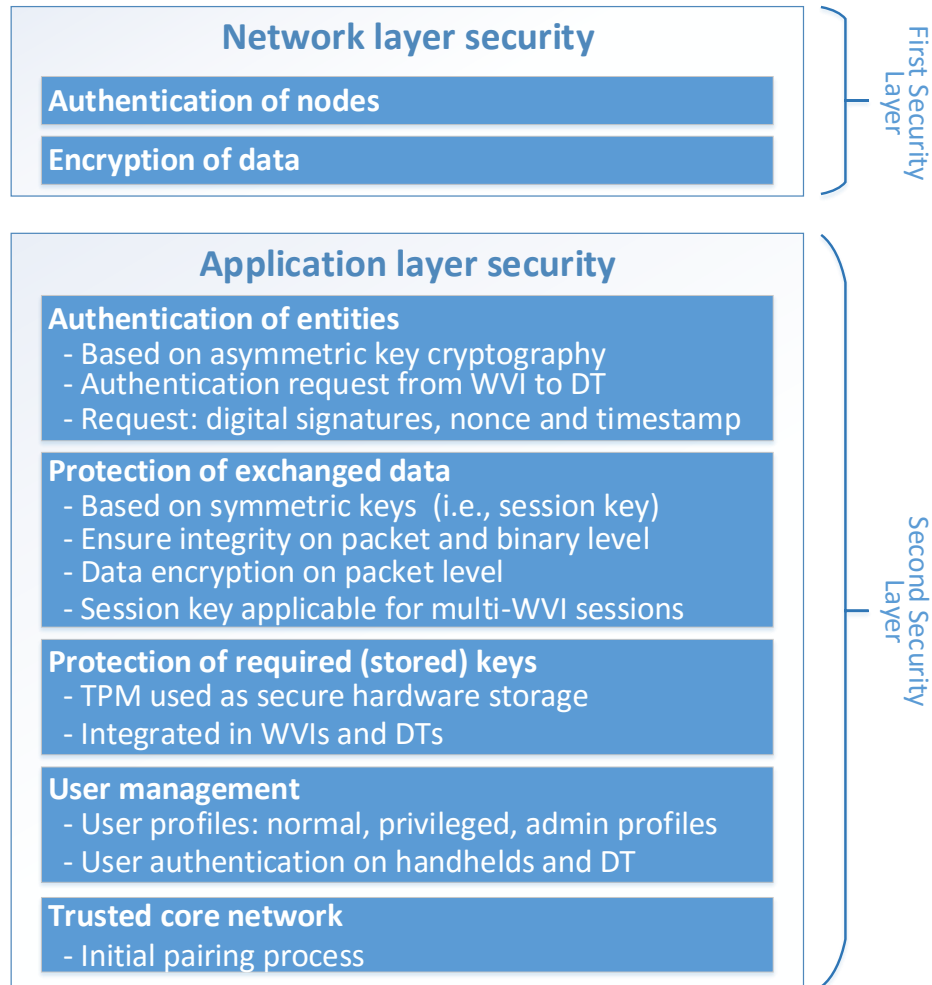 Network layer security
Authentication of nodes
Encryption of data
First Security
Layer
Application layer security
Authentication of entities
- Based on asymmetric key cryptography
- Authentication request from WVI to DT
- Request: digital signatures, nonce and timestamp
Protection of exchanged data
- Based on symmetric keys (i.e., session key)
- Ensure integrity on packet and binary level
- Data encryption on packet level
- Session key applicable for multi-WVI sessions
Protection of required (stored) keys
- TPM used as secure hardware storage
- Integrated in WVIs and DTs
User management
- User profiles: normal, privileged, admin profiles
- User authentication on handhelds and DT
Trusted core network
- Initial pairing process
Second Security
Layer